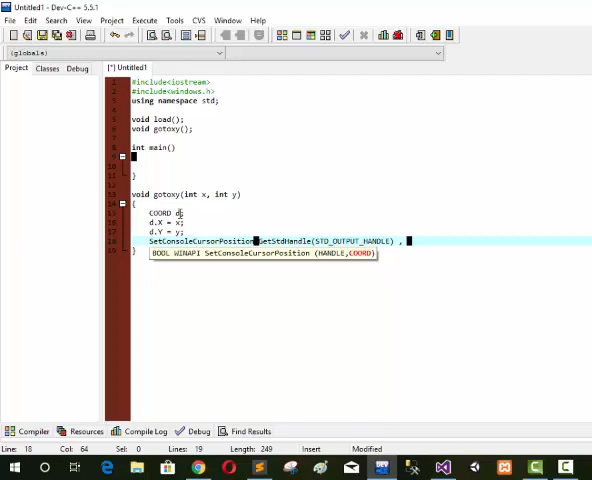 Untitled1 - Dev-C++ 5.5.1
File Edit Search Project Execute Tools CVS Window Help
(globals)
Project Classes Debug
[*] Untitled1
1 #include<iostream>
2 #include<windows.h>
3 using namespace std;
4
5 void load();
6 void gotoxy();
7
8 int main()
9
10
11 }
12
13 void gotoxy(int x, int y)
14 {
15 COORD d;
16 d.X = x;
17 d.Y = y;
18 SetConsoleCursorPosition GetStdHandle(STD_OUTPUT_HANDLE) ,
19 }
BOOL WINAPI SetConsoleCursorPosition (HANDLE,COORD)
Compiler Resources Compile Log Debug Find Results
Line: 18 Col: 64 Sel: 0 Lines: 19 Length: 249 Insert Modified